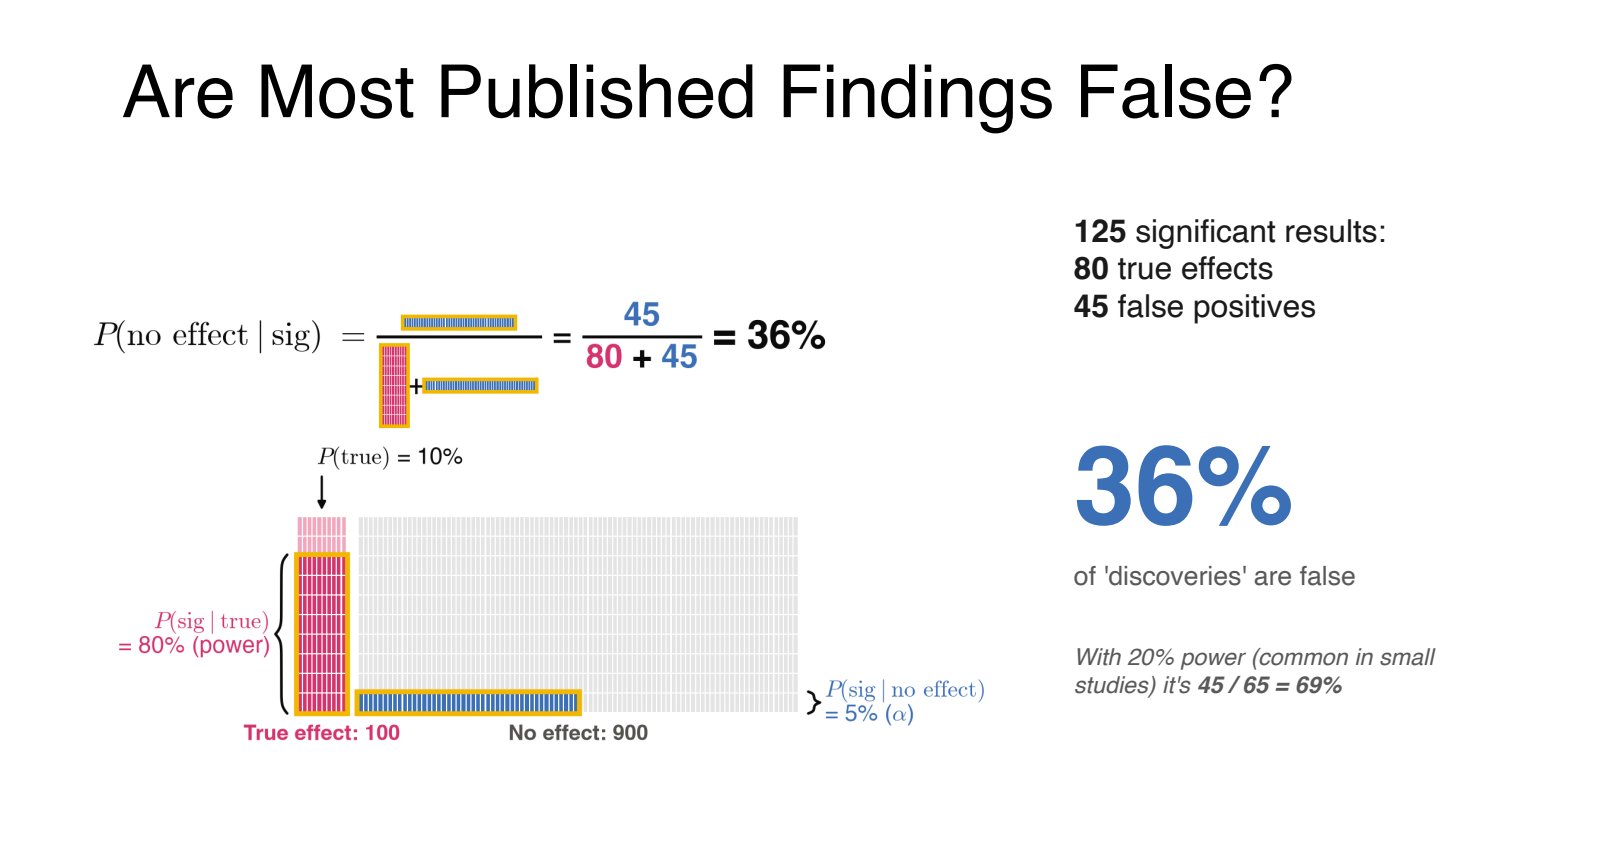 Are Most Published Findings False?
P(no effect | sig) = + = 45 / 80 + 45 = 36%
P(true) = 10%
P(sig | true)
= 80% (power)
P(sig | no effect)
= 5% (α)
True effect: 100
No effect: 900
125 significant results:
80 true effects
45 false positives
36%
of 'discoveries' are false
With 20% power (common in small
studies) it's 45 / 65 = 69%